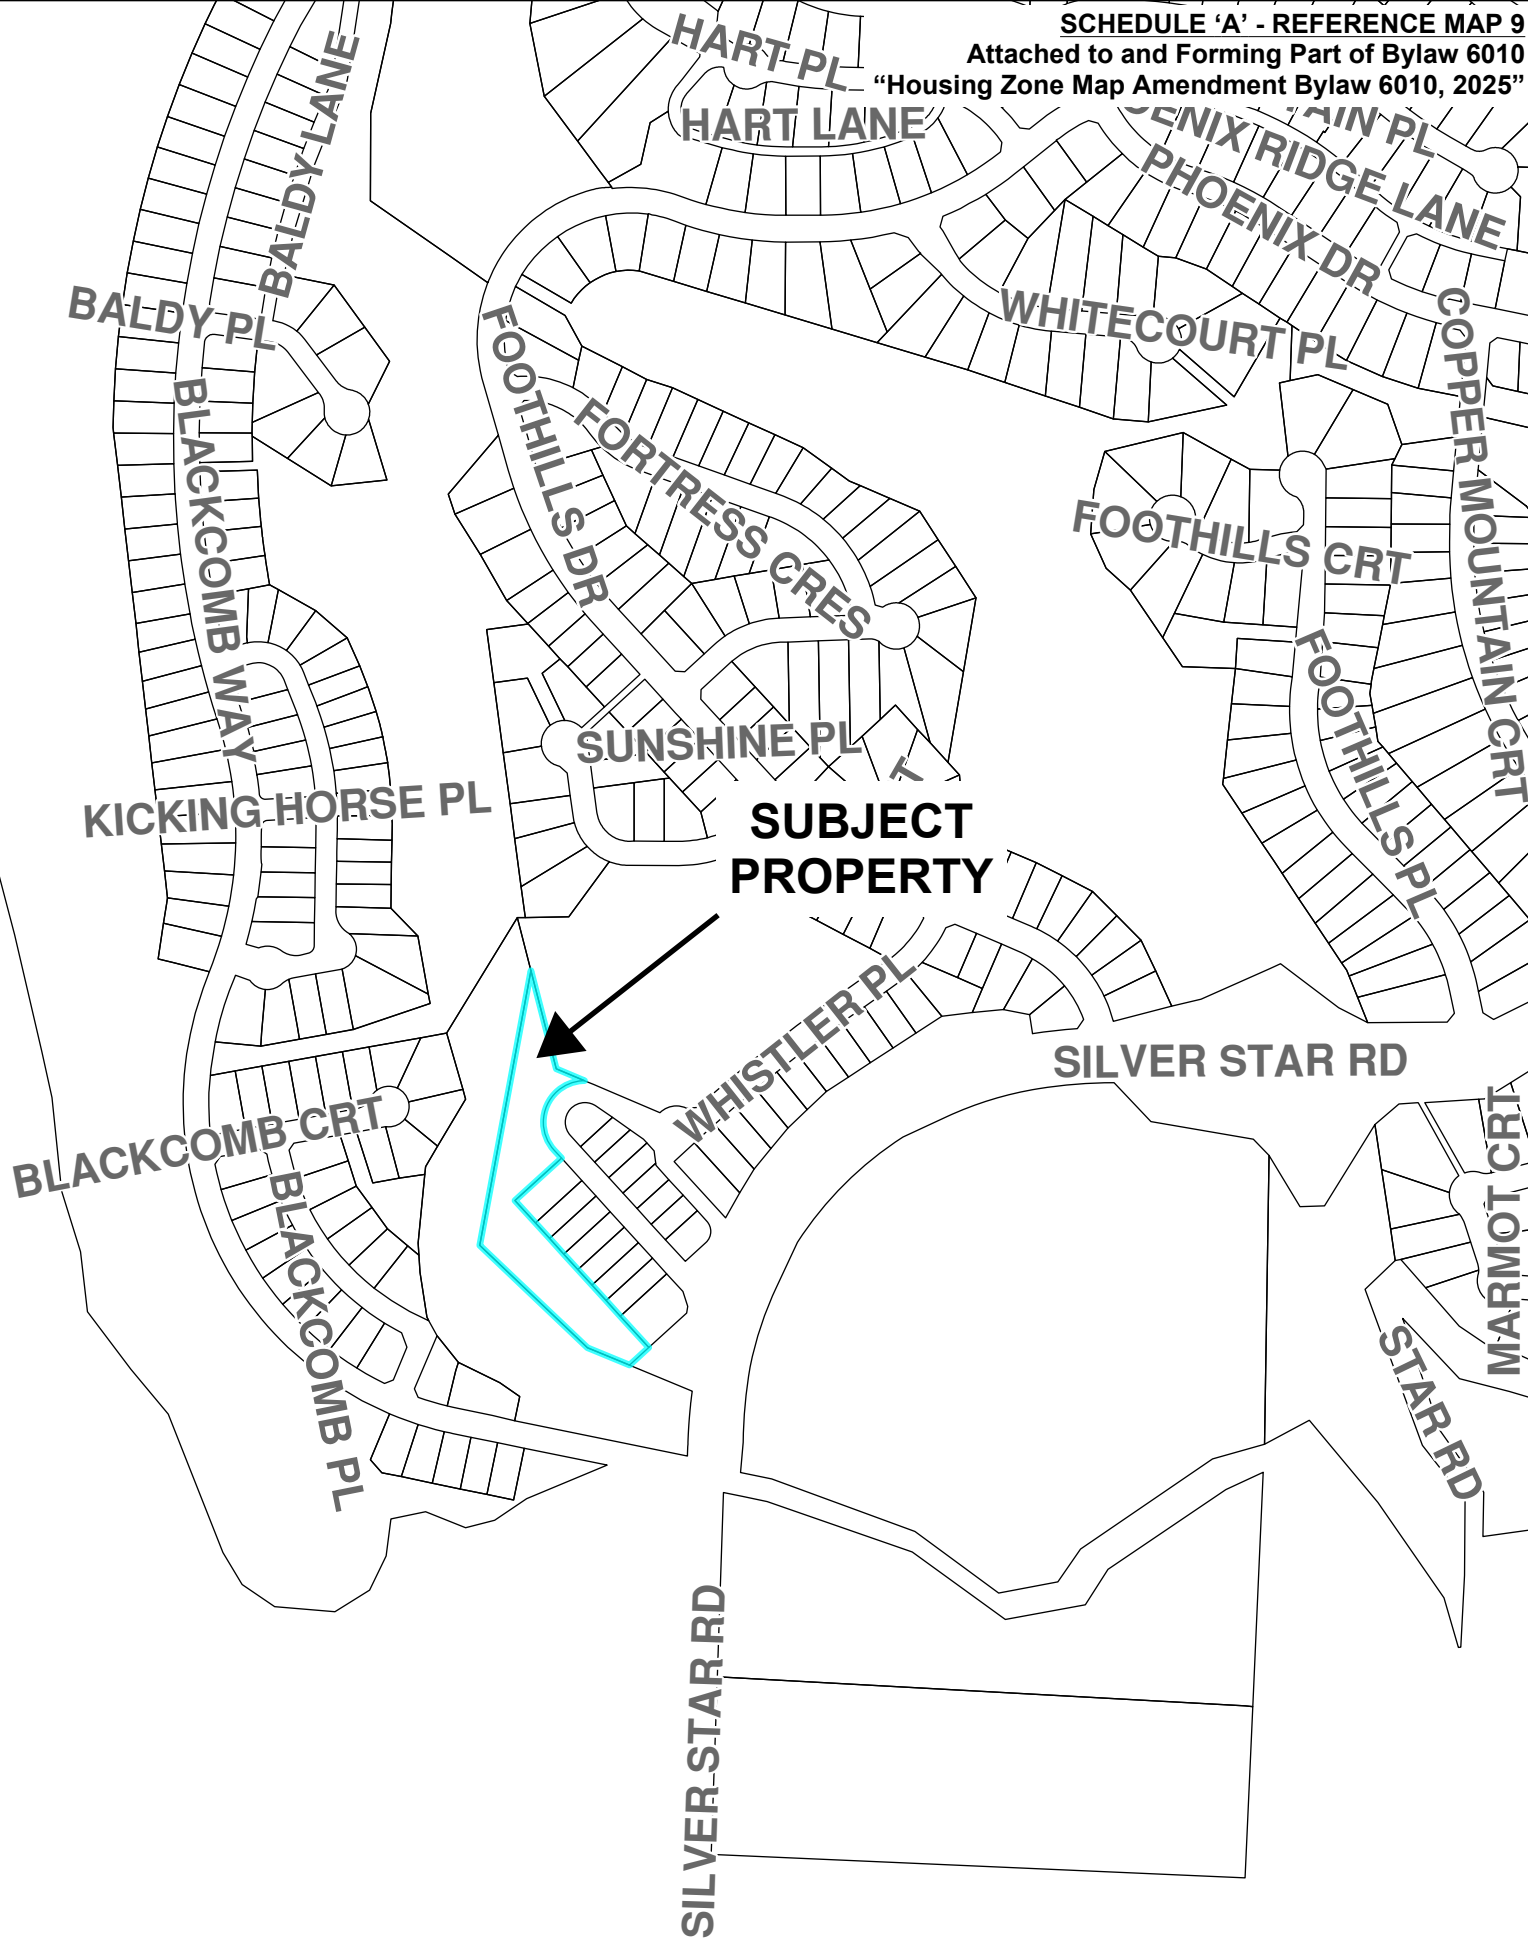 SCHEDULE ‘A’ - REFERENCE MAP 9
Attached to and Forming Part of Bylaw 6010
“Housing Zone Map Amendment Bylaw 6010, 2025”
HART PL
HART LANE
BALDY LANE
RIDGE LANE
PHOENIX DR
BALDY PL
WHITECOURT PL
COPPER MOUNTAIN CRT
FOOTHILLS DR
FORTRESS CRES
BLACKCOMB WAY
FOOTHILLS CRT
FOOTHILLS PL
SUNSHINE PL
KICKING HORSE PL
SUBJECT
PROPERTY
WHISTLER PL
SILVER STAR RD
BLACKCOMB CRT
BLACKCOMB PL
MARMOT CRT
STAR RD
SILVER STAR RD